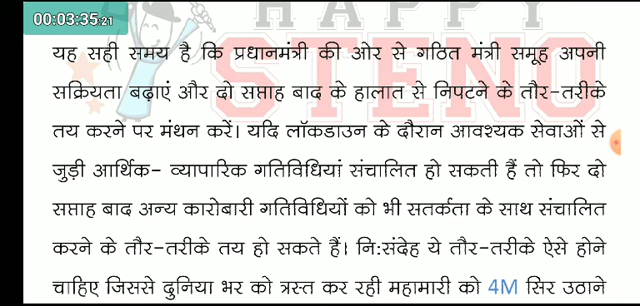 00:03:35.21
HAPPY
STENO
यह सही समय है कि प्रधानमंत्री की ओर से गठित मंत्री समूह अपनी
सक्रियता बढ़ाएं और दो सप्ताह बाद के हालात से निपटने के तौर-तरीके
तय करने पर मंथन करें। यदि लॉकडाउन के दौरान आवश्यक सेवाओं से
जुड़ी आर्थिक- व्यापारिक गतिविधियां संचालित हो सकती हैं तो फिर दो
सप्ताह बाद अन्य कारोबारी गतिविधियों को भी सतर्कता के साथ संचालित
करने के तौर-तरीके तय हो सकते हैं। नि:संदेह ये तौर-तरीके ऐसे होने
चाहिए जिससे दुनिया भर को त्रस्त कर रही महामारी को 4M सिर उठाने